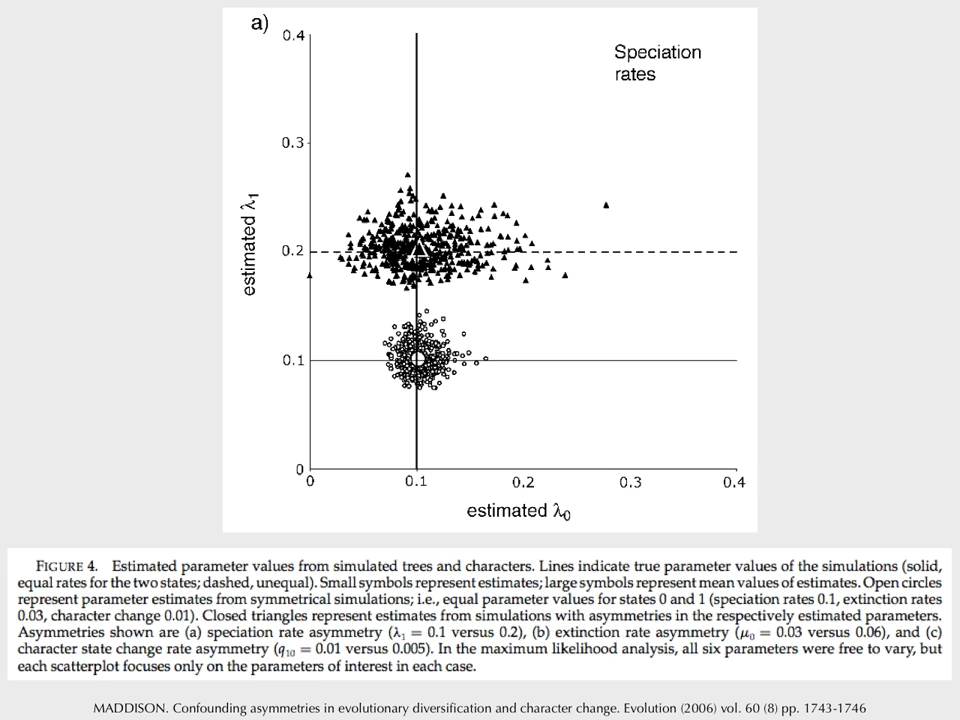 a)
Speciation
rates
0.4
0.3
0.2
0.1
0
estimated λ1
0
0.1
0.2
0.3
0.4
estimated λ0
FIGURE 4. Estimated parameter values from simulated trees and characters. Lines indicate true parameter values of the simulations (solid,
equal rates for the two states; dashed, unequal). Small symbols represent estimates; large symbols represent mean values of estimates. Open circles
represent parameter estimates from symmetrical simulations; i.e., equal parameter values for states 0 and 1 (speciation rates 0.1, extinction rates
0.03, character change 0.01). Closed triangles represent estimates from simulations with asymmetries in the respectively estimated parameters.
Asymmetries shown are (a) speciation rate asymmetry (λ1 = 0.1 versus 0.2), (b) extinction rate asymmetry (μ0 = 0.03 versus 0.06), and (c)
character state change rate asymmetry (q10 = 0.01 versus 0.005). In the maximum likelihood analysis, all six parameters were free to vary, but
each scatterplot focuses only on the parameters of interest in each case.
MADDISON. Confounding asymmetries in evolutionary diversification and character change. Evolution (2006) vol. 60 (8) pp. 1743-1746